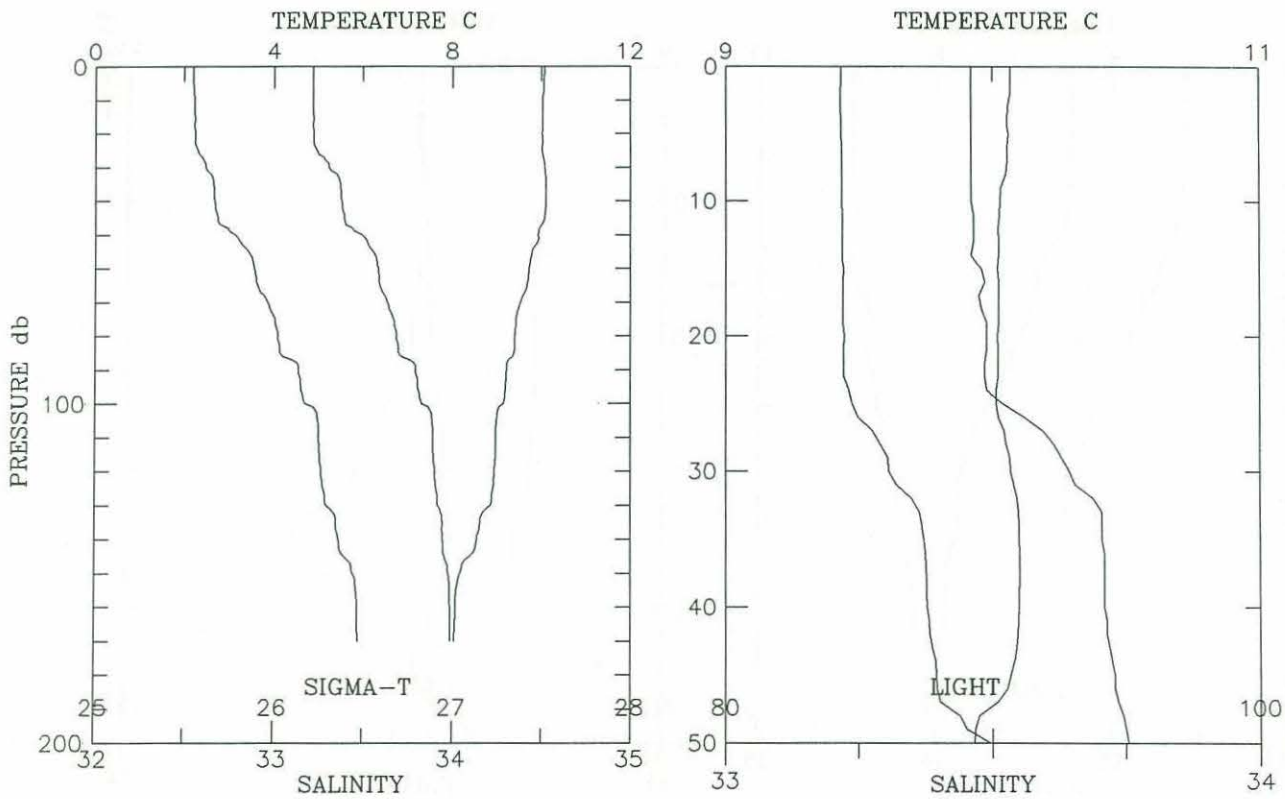 TEMPERATURE C
0 4 8 12
0
PRESSURE db
100
SIGMA-T
25 26 27 28
200
32 33 34 35
SALINITY
TEMPERATURE C
9 11
0
10
20
30
40
LIGHT
80 100
50
33 34
SALINITY